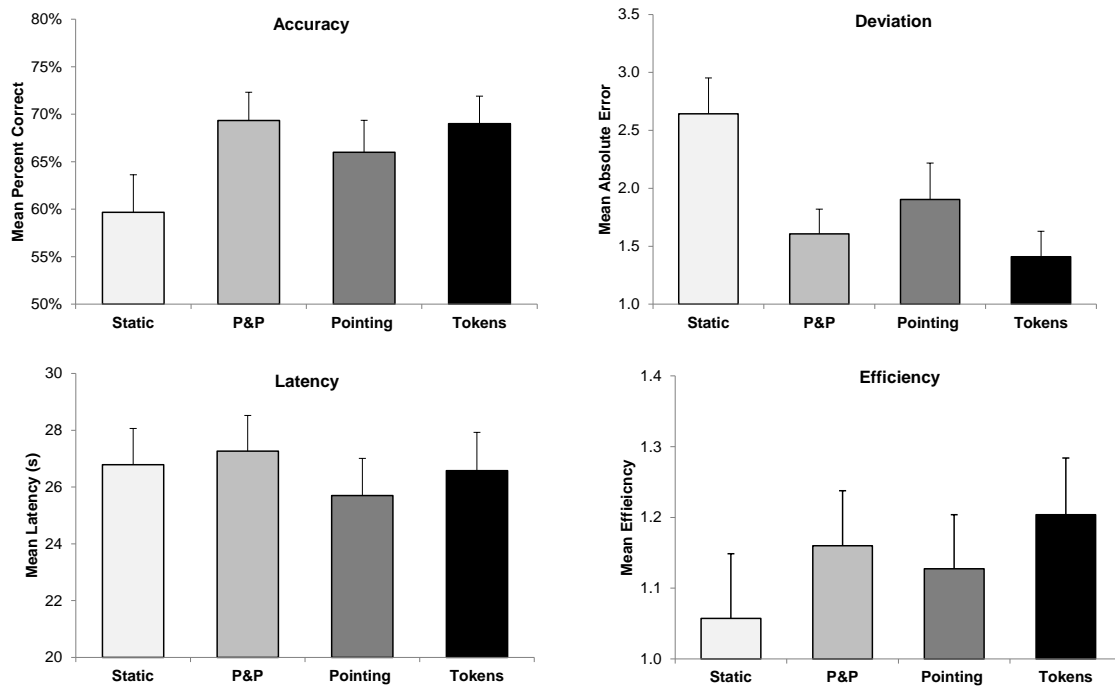 Accuracy
Mean Percent Correct
80%
75%
70%
65%
60%
55%
50%
Static P&P Pointing Tokens
Deviation
Mean Absolute Error
3.5
3.0
2.5
2.0
1.5
1.0
Static P&P Pointing Tokens
Latency
Mean Latency (s)
30
28
26
24
22
20
Static P&P Pointing Tokens
Efficiency
Mean Effieicncy
1.4
1.3
1.2
1.1
1.0
Static P&P Pointing Tokens